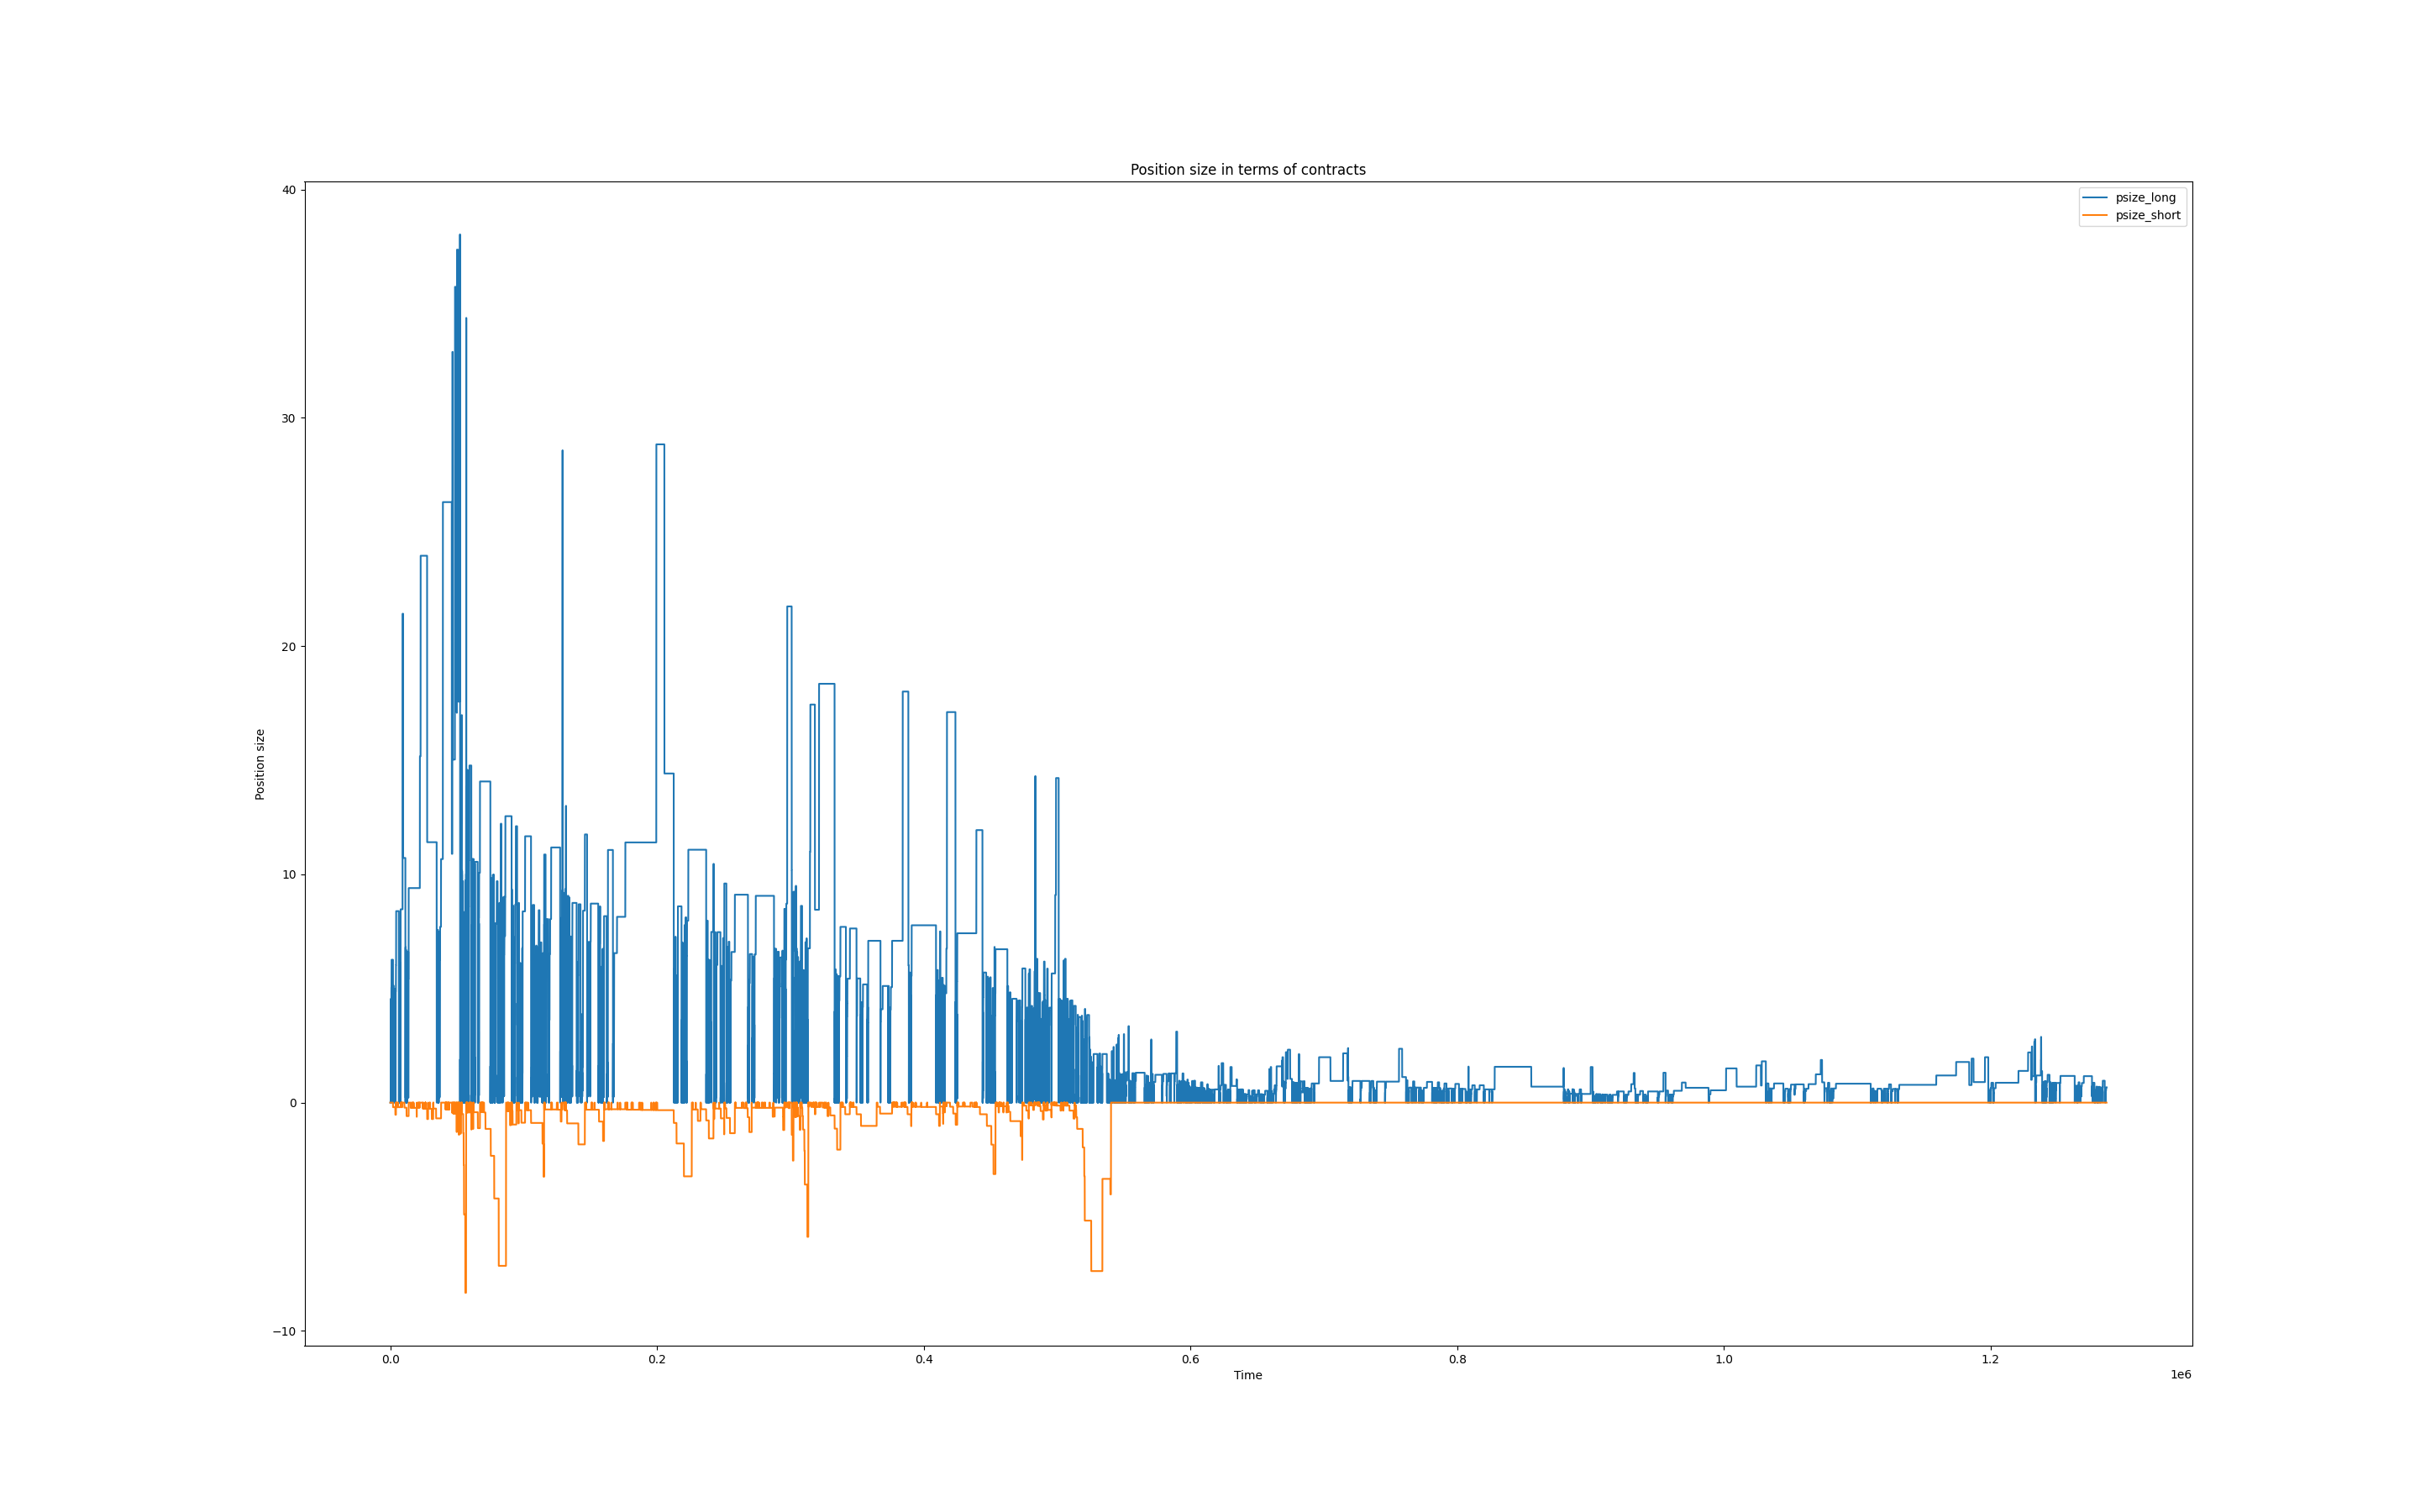 Position size in terms of contracts
psize_long
psize_short
Position size
40
30
20
10
0
−10
0.0
0.2
0.4
0.6
0.8
1.0
1.2
1e6
Time